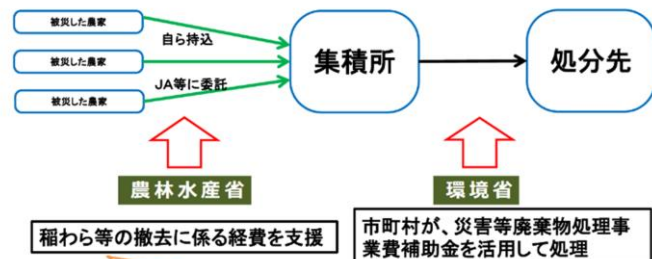 被災した農家
自ら持込
被災した農家
JA等に委託
被災した農家
集積所
処分先
農林水産省
環境省
稲わら等の撤去に係る経費を支援
市町村が、災害等廃棄物処理事
業費補助金を活用して処理